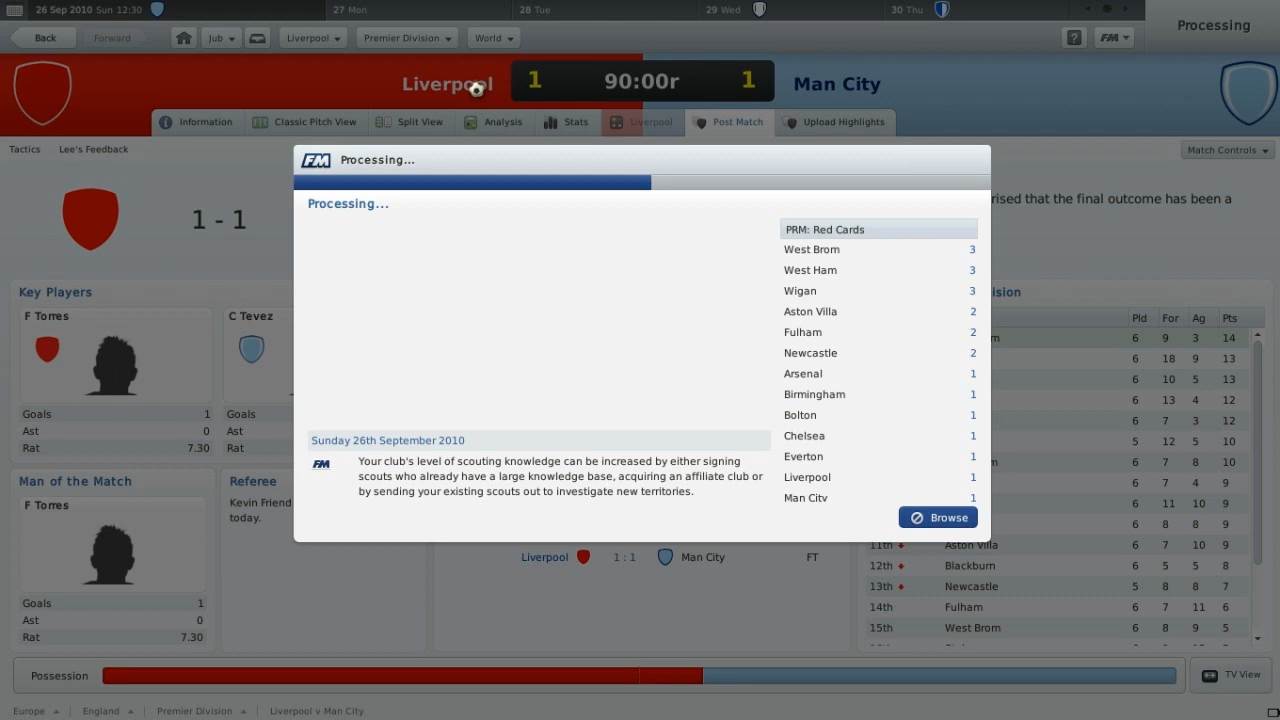 26 Sep 2010 Sun 12:30
27 Mon
28 Tue
29 Wed
30 Thu
Processing
Back
Forward
Jub
Liverpool
Premier Division
World
?
FM
Liverpool
1
90:00r
1
Man City
Information
Classic Pitch View
Split View
Analysis
Stats
Liverpool
Post Match
Upload Highlights
Tactics
Lee's Feedback
Match Controls
FM Processing...
Processing...
1 - 1
rised that the final outcome has been a
PRM: Red Cards
West Brom 3
West Ham 3
Wigan 3
Aston Villa 2
Fulham 2
Newcastle 2
Arsenal 1
Birmingham 1
Bolton 1
Chelsea 1
Everton 1
Liverpool 1
Man City 1
Sunday 26th September 2010
FM
Your club's level of scouting knowledge can be increased by either signing
scouts who already have a large knowledge base, acquiring an affiliate club or
by sending your existing scouts out to investigate new territories.
Browse
Key Players
F Torres
Goals 1
Ast 0
Rat 7.30
C Tevez
Goals
Ast
Rat
Man of the Match
F Torres
Goals 1
Ast 0
Rat 7.30
Referee
Kevin Friend
today.
Liverpool 1 : 1 Man City FT
ision
Pld For Ag Pts
m 6 9 3 14
6 18 9 13
6 10 5 13
6 13 4 12
6 7 3 12
5 12 5 10
m 6 7 8 10
6 7 4 9
6 11 10 9
6 8 8 9
11th Aston Villa 6 7 10 9
12th Blackburn 6 5 5 8
13th Newcastle 5 8 8 7
14th Fulham 6 7 11 6
15th West Brom 6 8 9 5
Possession
TV View
Europe
England
Premier Division
Liverpool v Man City